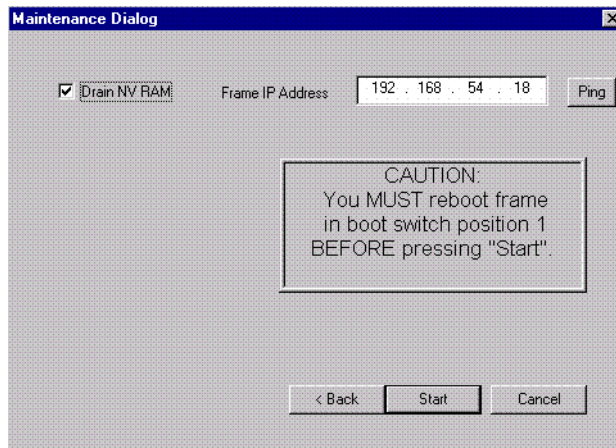 Maintenance Dialog
Drain NV RAM Frame IP Address 192 . 168 . 54 . 18 Ping
CAUTION:
You MUST reboot frame
in boot switch position 1
BEFORE pressing "Start".
< Back Start Cancel